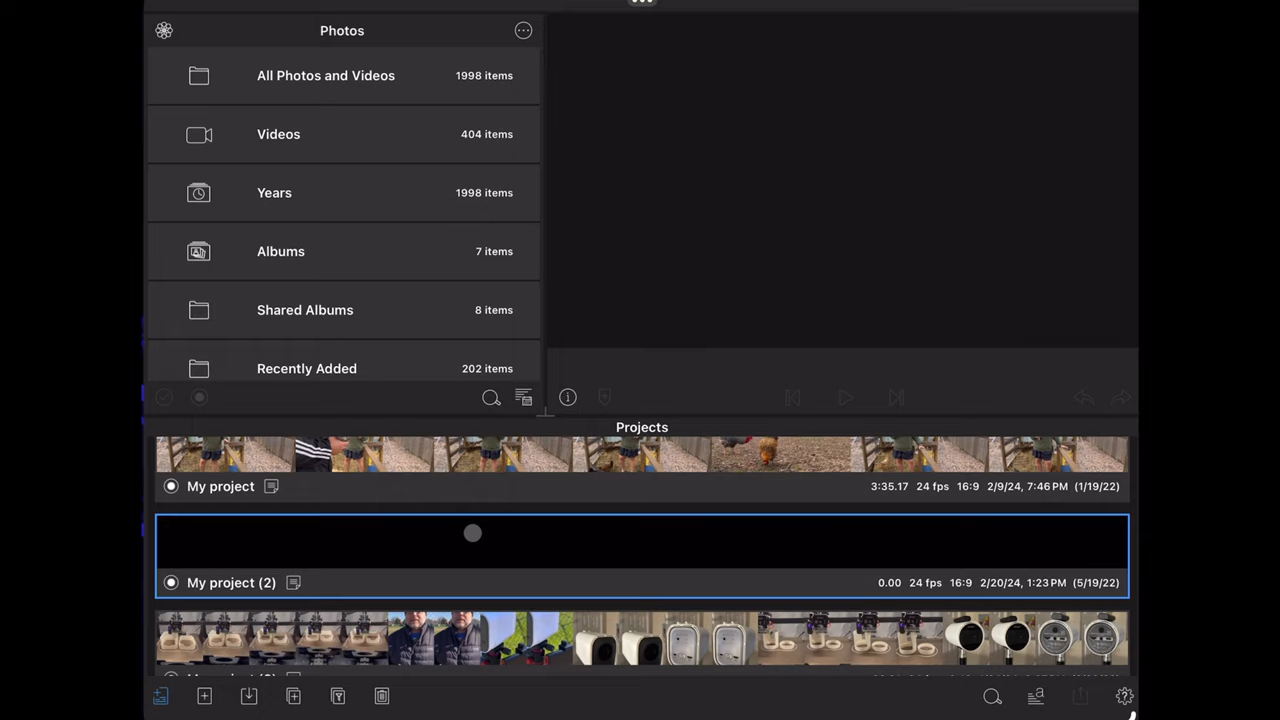 Photos
All Photos and Videos 1998 items
Videos 404 items
Years 1998 items
Albums 7 items
Shared Albums 8 items
Recently Added 202 items
Projects
My project 3:35.17 24 fps 16:9 2/9/24, 7:46 PM (1/19/22)
My project (2) 0.00 24 fps 16:9 2/20/24, 1:23 PM (5/19/22)